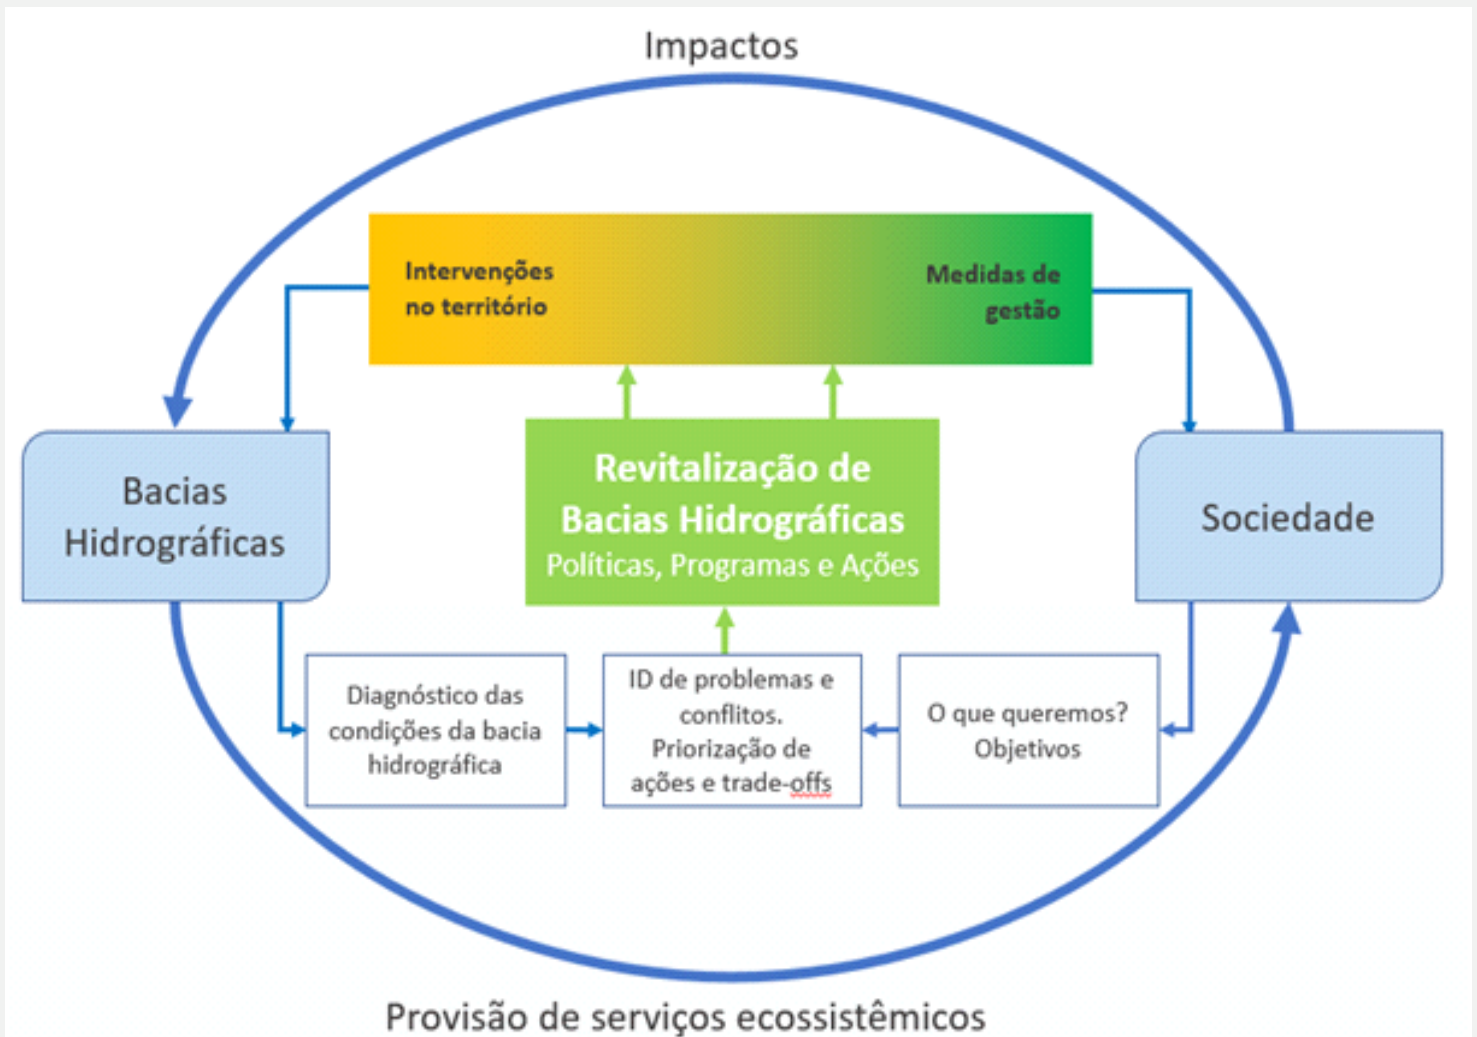 Impactos
Intervenções
no território
Medidas de
gestão
Bacias
Hidrográficas
Revitalização de
Bacias Hidrográficas
Políticas, Programas e Ações
Sociedade
Diagnóstico das
condições da bacia
hidrográfica
ID de problemas e
conflitos.
Priorização de
ações e trade-offs
O que queremos?
Objetivos
Provisão de serviços ecossistêmicos